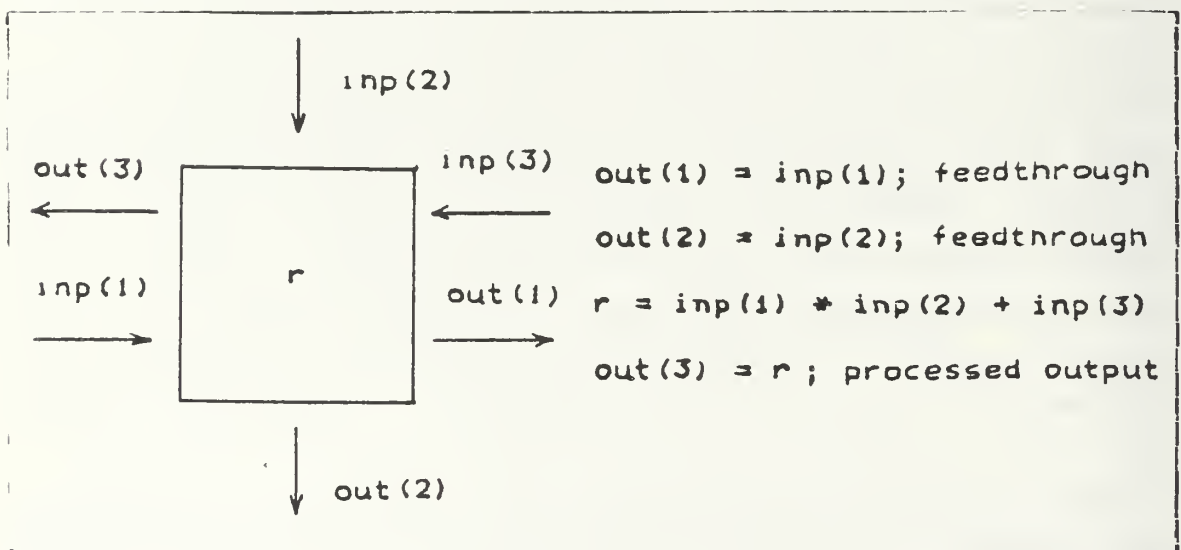 inp(2)
out(3)
inp(3)
out(1) = inp(1); feedthrough
out(2) = inp(2); feedthrough
inp(1)
r
out(1)
r = inp(1) * inp(2) + inp(3)
out(3) = r; processed output
out(2)